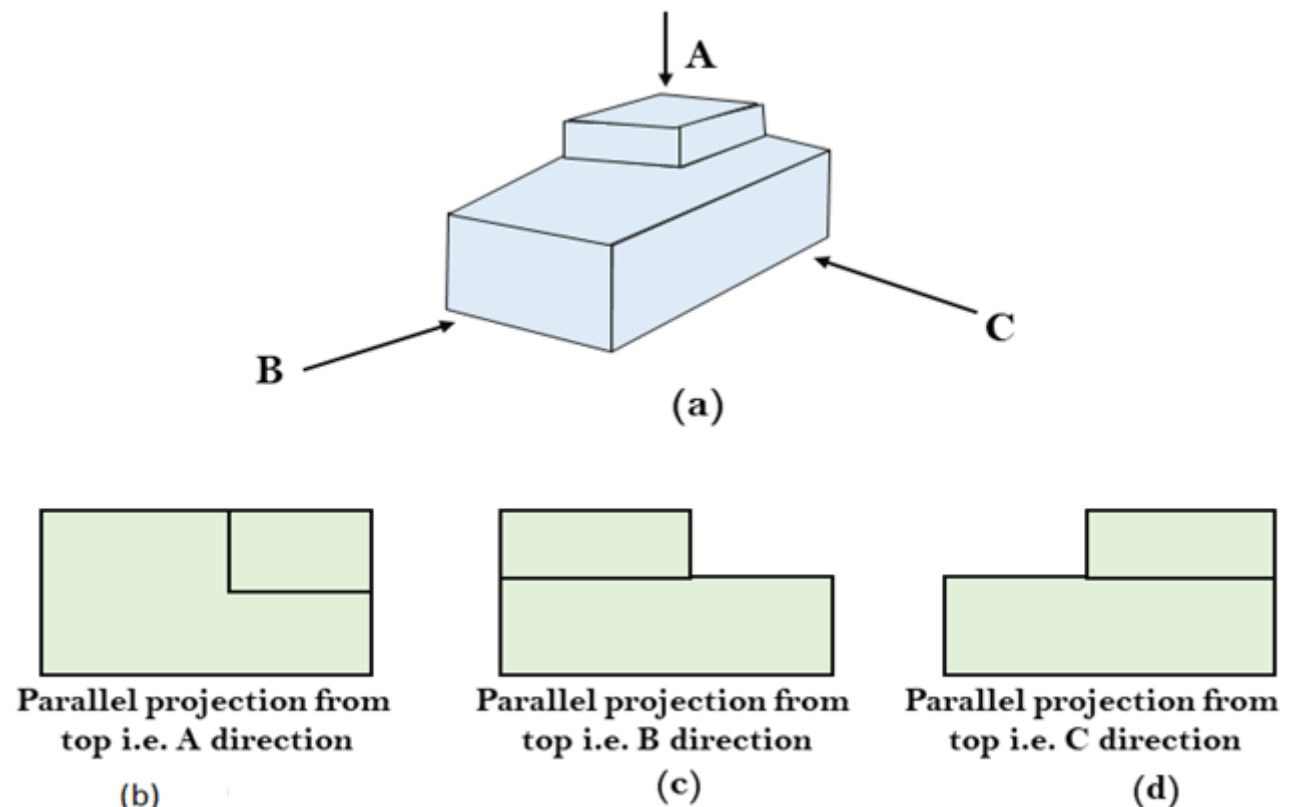 A
B
C
(a)
Parallel projection from
top i.e. A direction
(b)
Parallel projection from
top i.e. B direction
(c)
Parallel projection from
top i.e. C direction
(d)